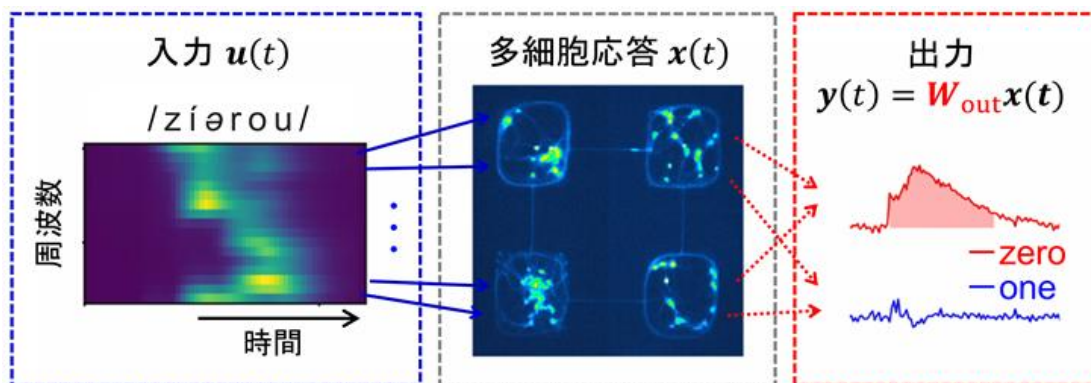 入力 u(t)
/zíərou/
周波数
時間
多細胞応答 x(t)
出力
y(t) = W_out x(t)
zero
one